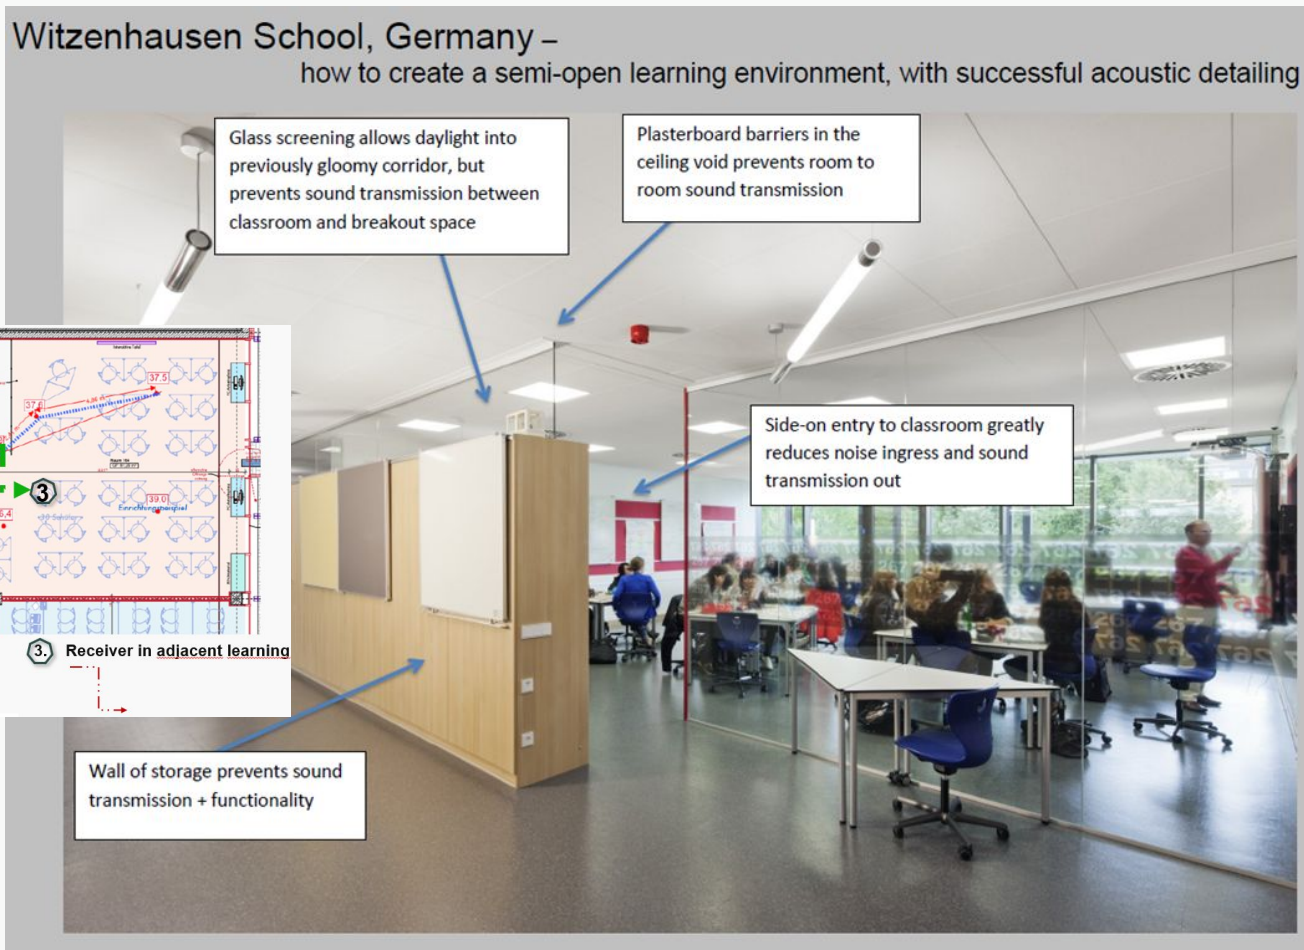 Witzenhausen School, Germany –
how to create a semi-open learning environment, with successful acoustic detailing
Glass screening allows daylight into
previously gloomy corridor, but
prevents sound transmission between
classroom and breakout space
Plasterboard barriers in the
ceiling void prevents room to
room sound transmission
Side-on entry to classroom greatly
reduces noise ingress and sound
transmission out
37.5
37.6
3
39.0
Einrichtungsbeispiel
3. Receiver in adjacent learning
Wall of storage prevents sound
transmission + functionality